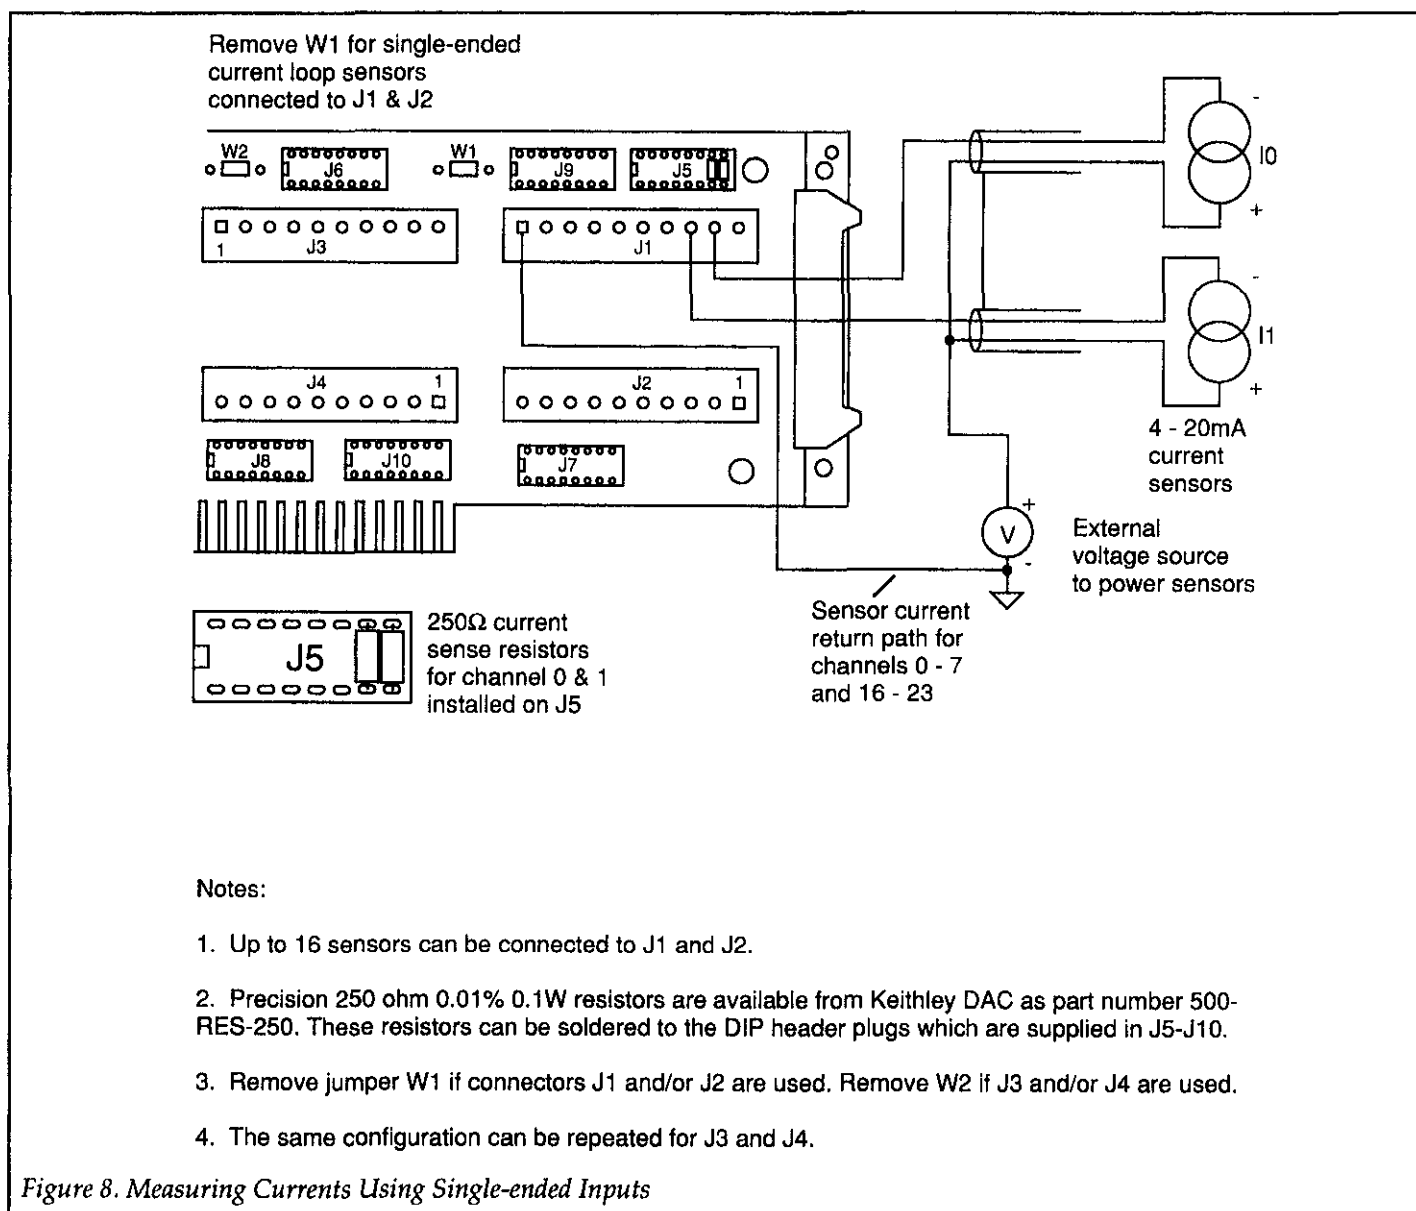 Remove W1 for single-ended
current loop sensors
connected to J1 & J2
W2
J6
W1
J9
J5
1
J3
J1
-
I0
+
-
I1
+
J4
1
J2
1
J8
J10
J7
4 - 20mA
current
sensors
+
V
-
External
voltage source
to power sensors
Sensor current
return path for
channels 0 - 7
and 16 - 23
J5
250Ω current
sense resistors
for channel 0 & 1
installed on J5
Notes:
1. Up to 16 sensors can be connected to J1 and J2.
2. Precision 250 ohm 0.01% 0.1W resistors are available from Keithley DAC as part number 500-
RES-250. These resistors can be soldered to the DIP header plugs which are supplied in J5-J10.
3. Remove jumper W1 if connectors J1 and/or J2 are used. Remove W2 if J3 and/or J4 are used.
4. The same configuration can be repeated for J3 and J4.
Figure 8. Measuring Currents Using Single-ended Inputs